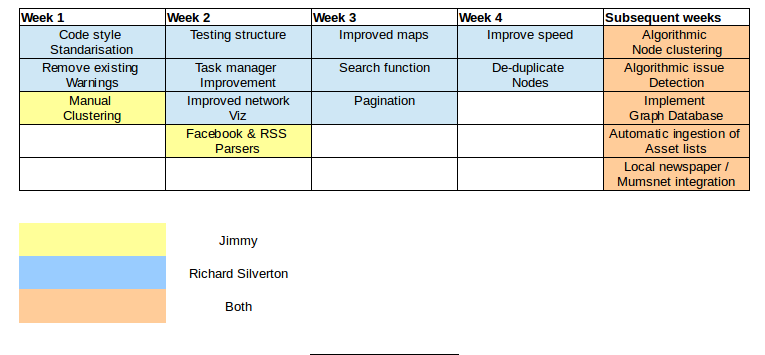 Week 1 Week 2 Week 3 Week 4 Subsequent weeks
Code style Testing structure Improved maps Improve speed Algorithmic
Standarisation Node clustering
Remove existing Task manager Search function De-duplicate Algorithmic issue
Warnings Improvement Nodes Detection
Manual Improved network Pagination Implement
Clustering Viz Graph Database
Facebook & RSS Automatic ingestion of
Parsers Asset lists
Local newspaper /
Mumsnet integration
Jimmy
Richard Silverton
Both